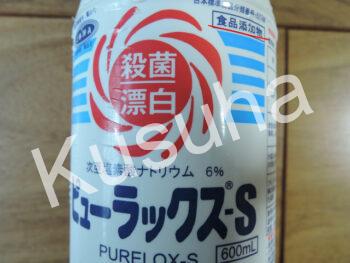 食品添加物
殺菌
漂白
次亜塩素酸ナトリウム 6%
ピューラックス®-S
PURELOX-S
600mL
Kusuha